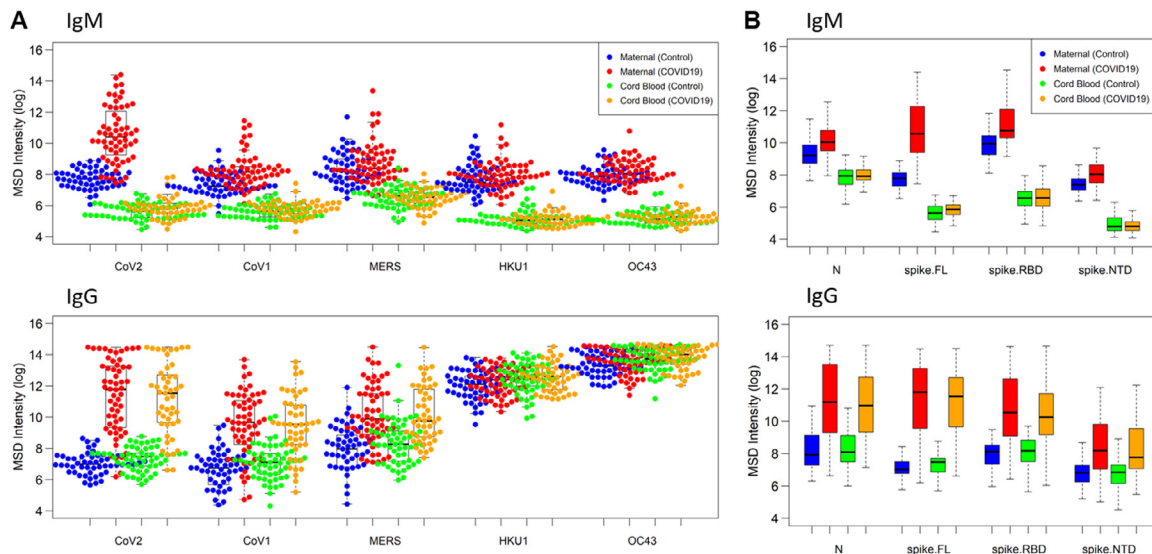 A IgM
MSD Intensity (log)
16
14
12
10
8
6
4
Maternal (Control)
Maternal (COVID19)
Cord Blood (Control)
Cord Blood (COVID19)
CoV2 CoV1 MERS HKU1 OC43
IgG
MSD Intensity (log)
16
14
12
10
8
6
4
CoV2 CoV1 MERS HKU1 OC43
B IgM
MSD Intensity (log)
16
14
12
10
8
6
4
Maternal (Control)
Maternal (COVID19)
Cord Blood (Control)
Cord Blood (COVID19)
N spike.FL spike.RBD spike.NTD
IgG
MSD Intensity (log)
16
14
12
10
8
6
4
N spike.FL spike.RBD spike.NTD